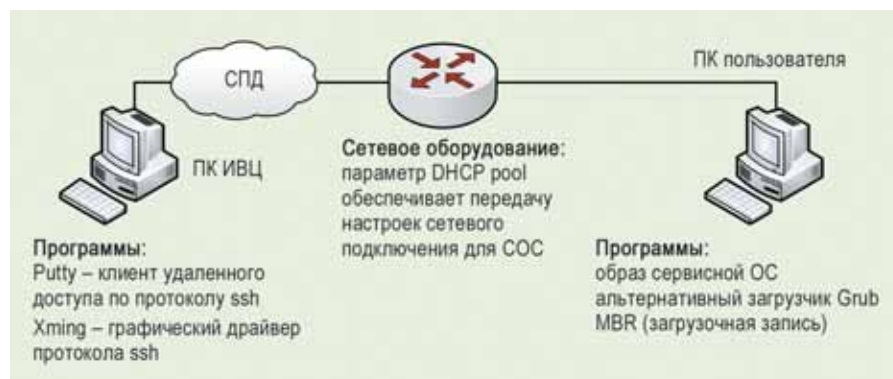 СПД
ПК пользователя
ПК ИВЦ
Сетевое оборудование:
параметр DHCP pool
обеспечивает передачу
настроек сетевого
подключения для СОС
Программы:
Putty – клиент удаленного
доступа по протоколу ssh
Xming – графический драйвер
протокола ssh
Программы:
образ сервисной ОС
альтернативный загрузчик Grub
MBR (загрузочная запись)